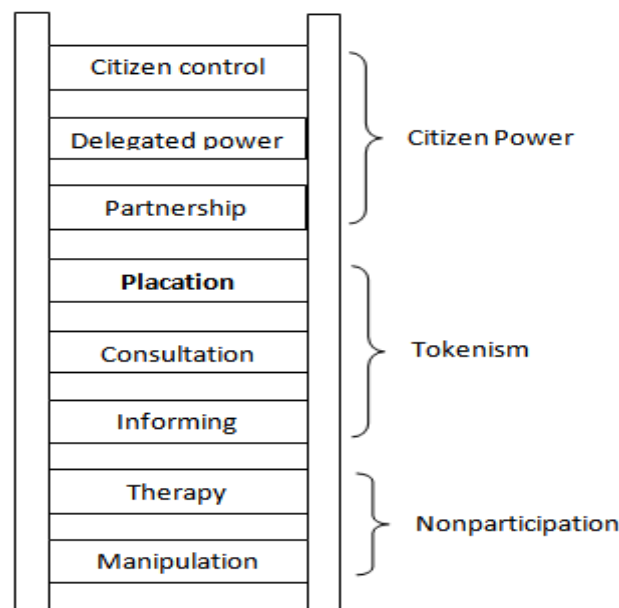 Citizen control
Delegated power
Citizen Power
Partnership
Placation
Consultation
Tokenism
Informing
Therapy
Nonparticipation
Manipulation